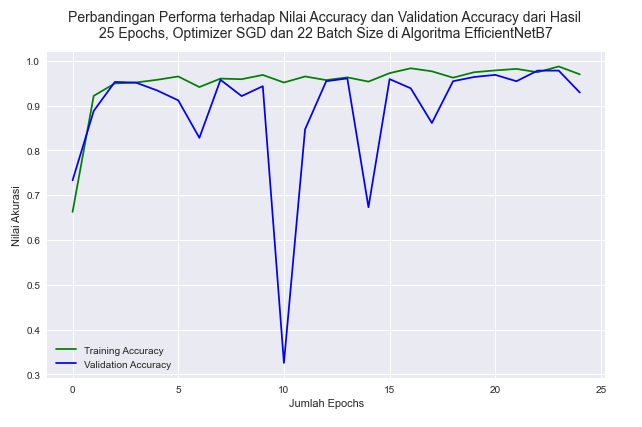 Perbandingan Performa terhadap Nilai Accuracy dan Validation Accuracy dari Hasil
25 Epochs, Optimizer SGD dan 22 Batch Size di Algoritma EfficientNetB7
1.0
0.9
0.8
0.7
0.6
0.5
0.4
0.3
Nilai Akurasi
Training Accuracy
Validation Accuracy
0 5 10 15 20 25
Jumlah Epochs